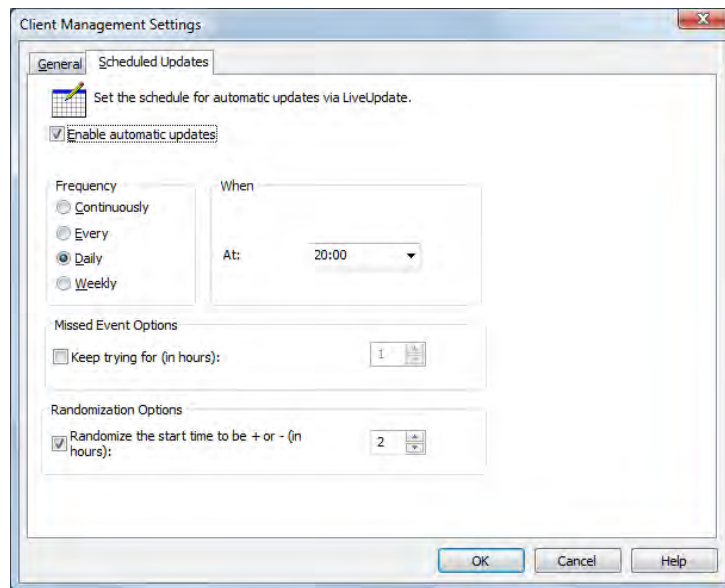 Client Management Settings
General
Scheduled Updates
Set the schedule for automatic updates via LiveUpdate.
Enable automatic updates
Frequency
Continuously
Every
Daily
Weekly
When
At:
20:00
Missed Event Options
Keep trying for (in hours):
1
Randomization Options
Randomize the start time to be + or - (in
hours):
2
OK
Cancel
Help